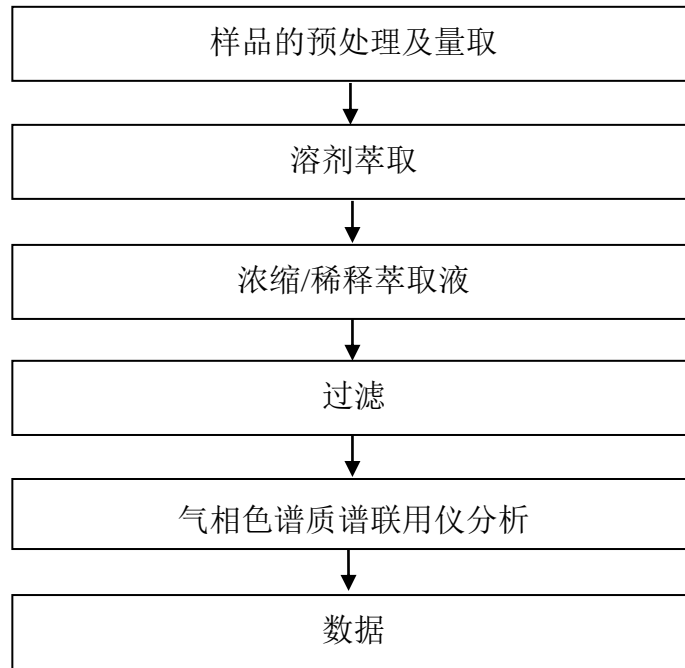 样品的预处理及量取
溶剂萃取
浓缩/稀释萃取液
过滤
气相色谱质谱联用仪分析
数据